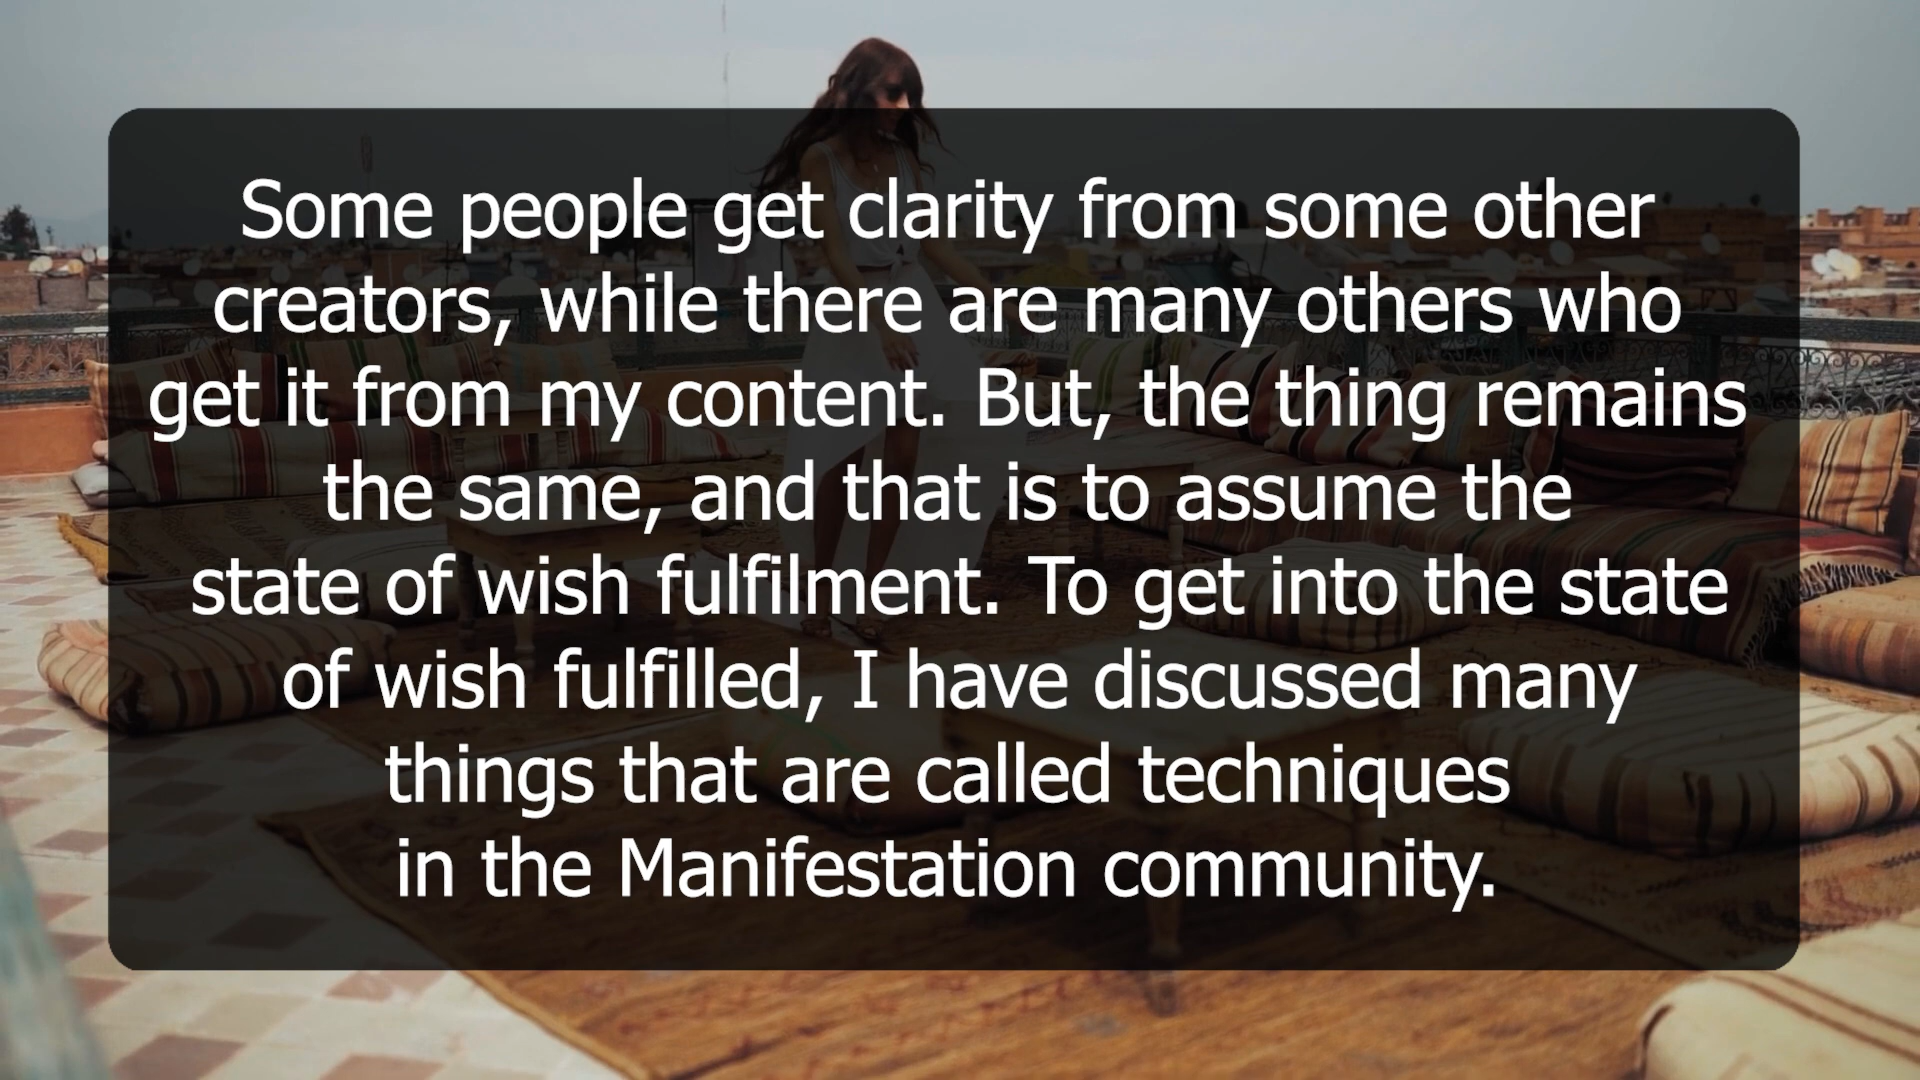 Some people get clarity from some other
creators, while there are many others who
get it from my content. But, the thing remains
the same, and that is to assume the
state of wish fulfilment. To get into the state
of wish fulfilled, I have discussed many
things that are called techniques
in the Manifestation community.